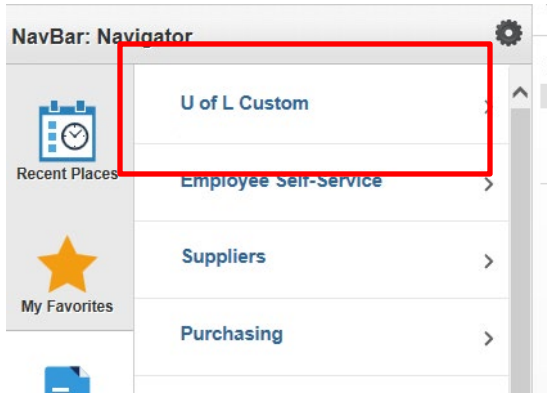 NavBar: Navigator
U of L Custom
Recent Places
Employee Self-Service
Suppliers
My Favorites
Purchasing